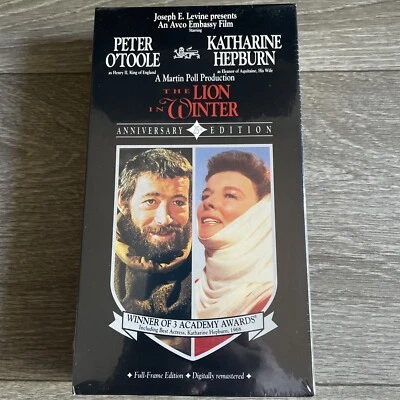 Joseph E. Levine presents
An Avco Embassy Film
Starring
PETER O'TOOLE
as Henry II, King of England
KATHARINE HEPBURN
as Eleanor of Aquitaine, His Wife
A Martin Poll Production
THE LION
IN WINTER
ANNIVERSARY EDITION
WINNER OF 3 ACADEMY AWARDS®
Including Best Actress, Katharine Hepburn, 1968.
Full-Frame Edition Digitally remastered